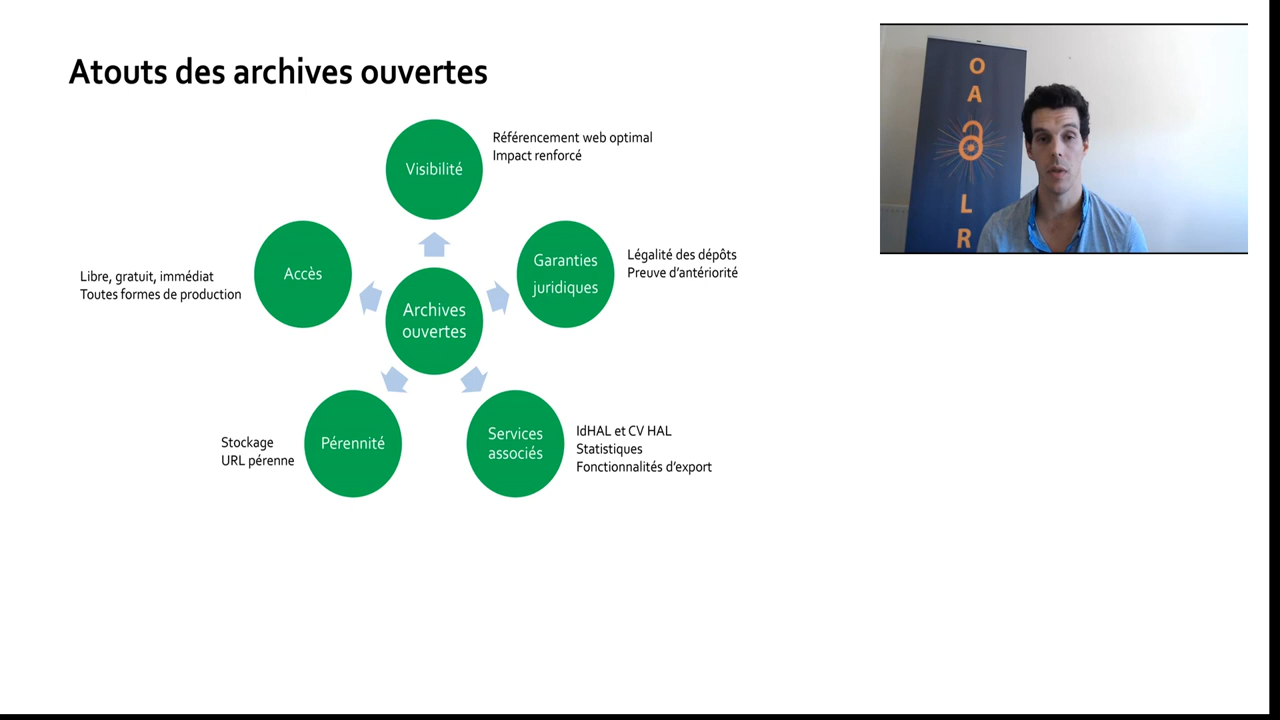 Atouts des archives ouvertes
Visibilité
Référencement web optimal
Impact renforcé
Accès
Libre, gratuit, immédiat
Toutes formes de production
Garanties
juridiques
Légalité des dépôts
Preuve d’antériorité
Archives
ouvertes
Pérennité
Stockage
URL pérenne
Services
associés
IdHAL et CV HAL
Statistiques
Fonctionnalités d’export
O
A
L
R